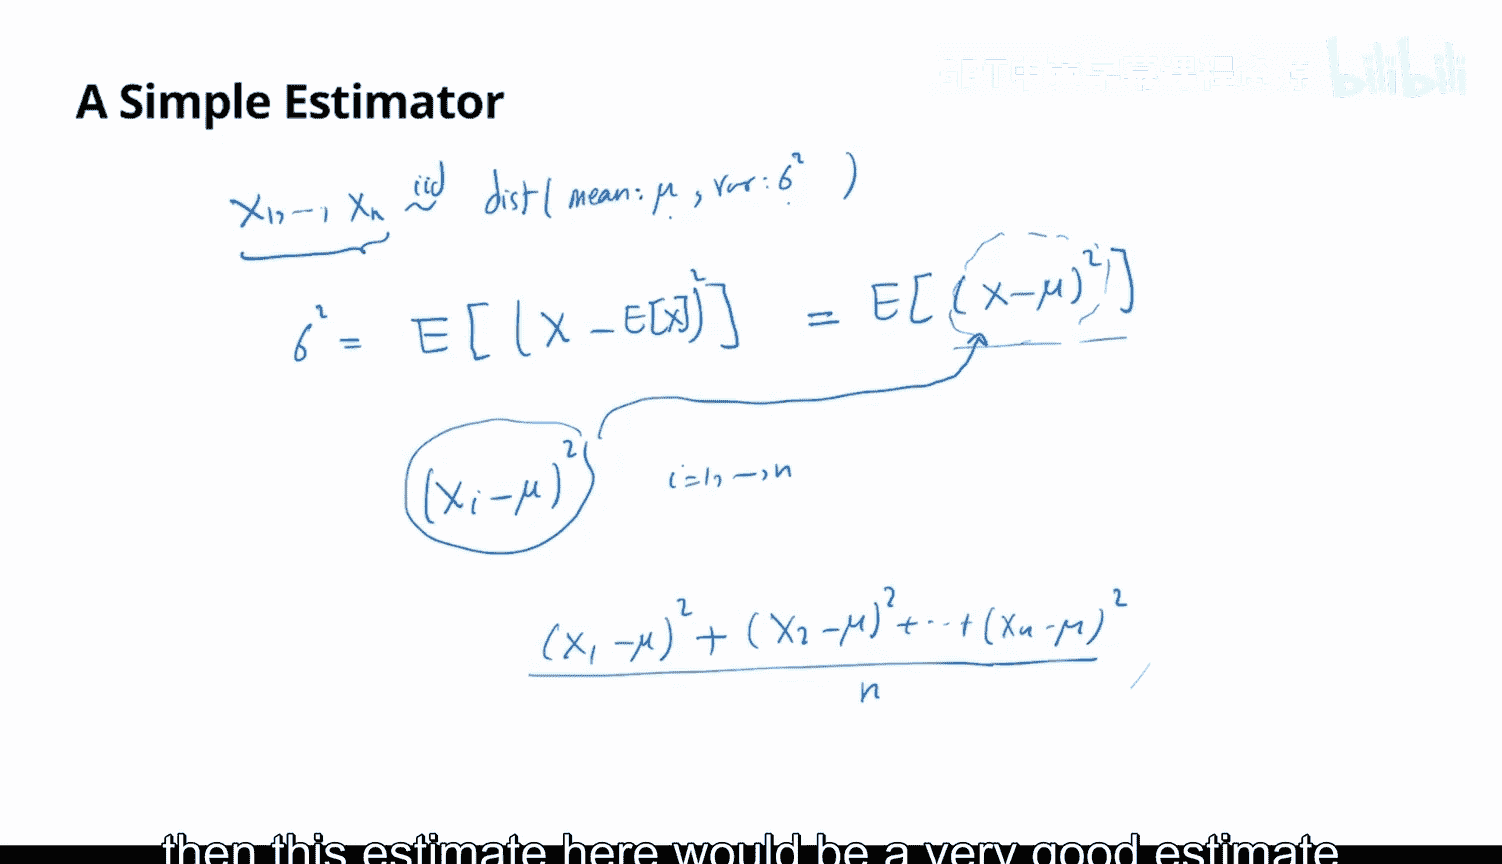 bilibili
A Simple Estimator
X₁, ..., Xₙ iid ~ dist( mean: μ, var: σ² )
σ² = E[(X - E[X])²] = E[(X-μ)²]
(Xᵢ - μ)² i=1, ..., n
(X₁ - μ)² + (X₂ - μ)² + ... + (Xₙ - μ)²
n
then this estimate here would be a very good estimate